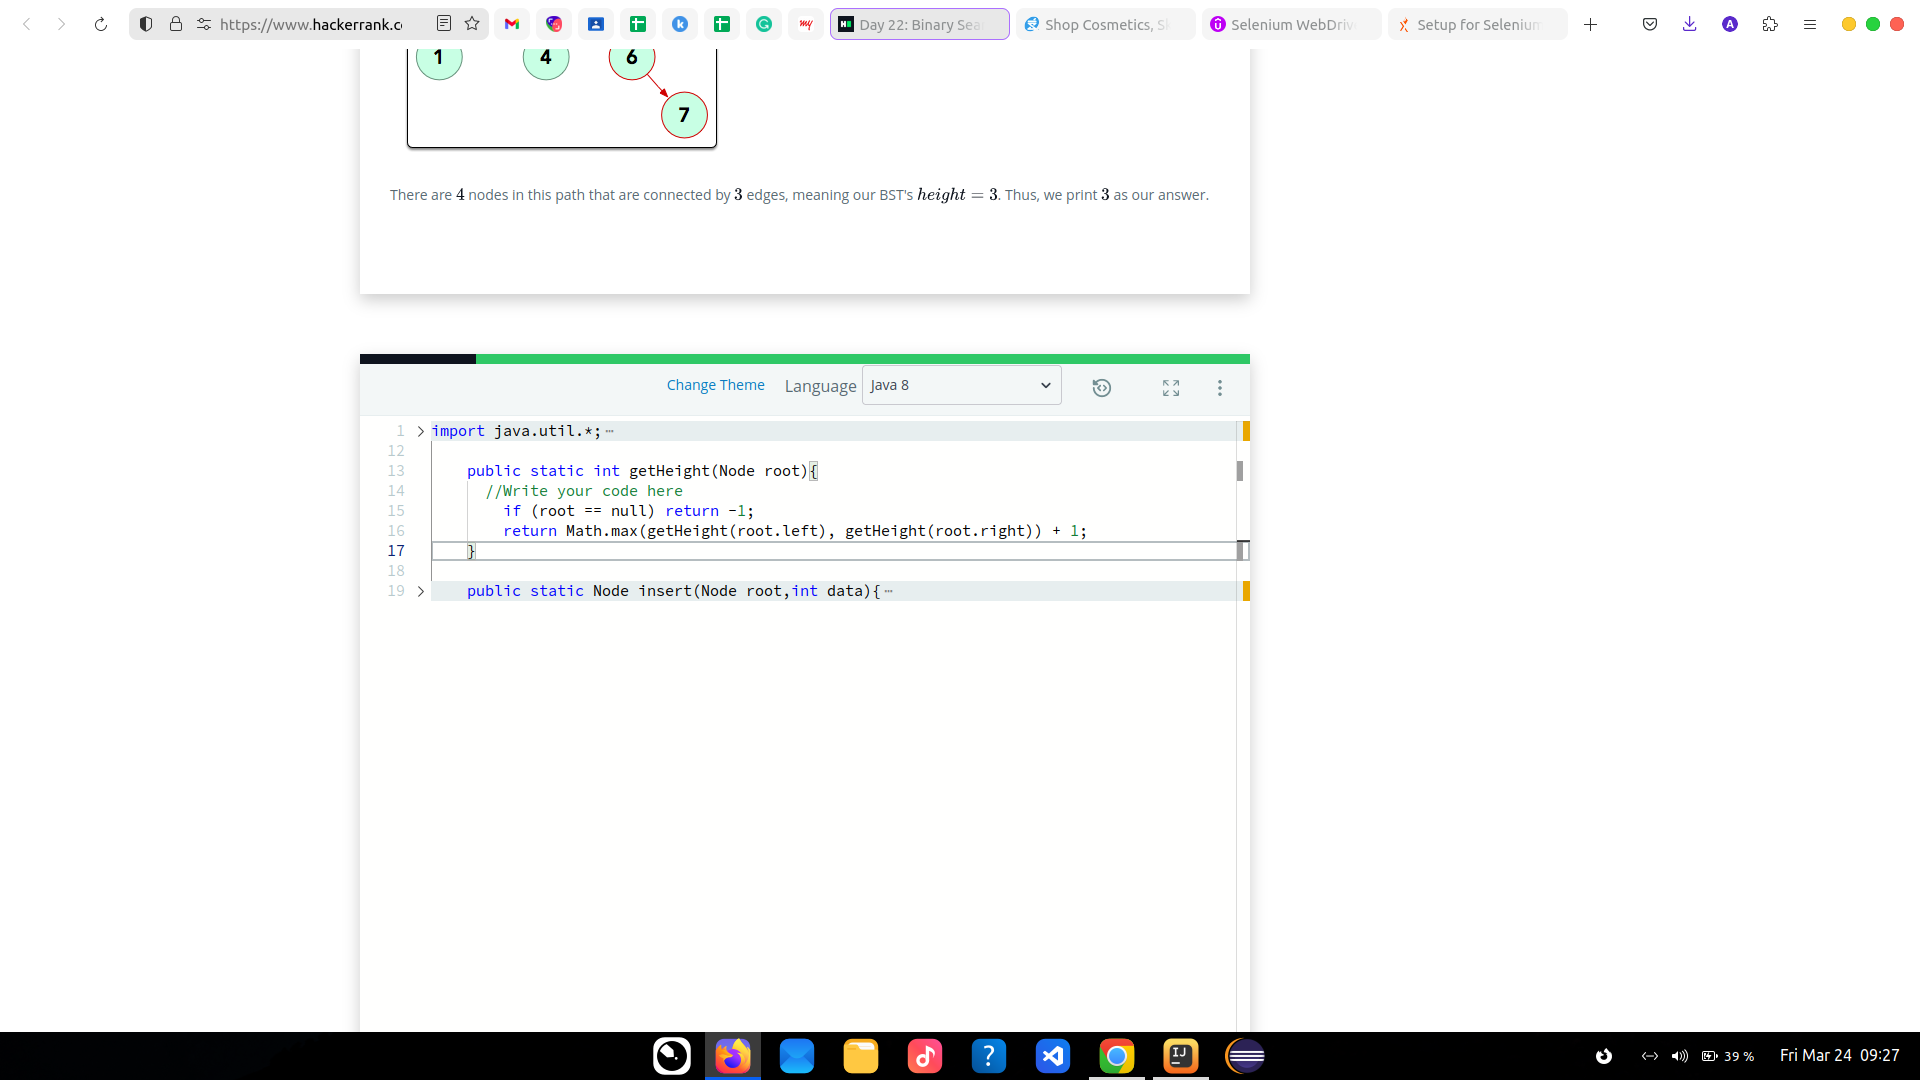 https://www.hackerrank.c
Day 22: Binary Sea
Shop Cosmetics, S
Selenium WebDriv
Setup for Selenium
A
1
4
6
7
There are 4 nodes in this path that are connected by 3 edges, meaning our BST's height = 3. Thus, we print 3 as our answer.
Change Theme
Language
Java 8
1 import java.util.*;
12
13 public static int getHeight(Node root){
14 //Write your code here
15 if (root == null) return -1;
16 return Math.max(getHeight(root.left), getHeight(root.right)) + 1;
17 }
18
19 public static Node insert(Node root,int data){
39 %
Fri Mar 24 09:27